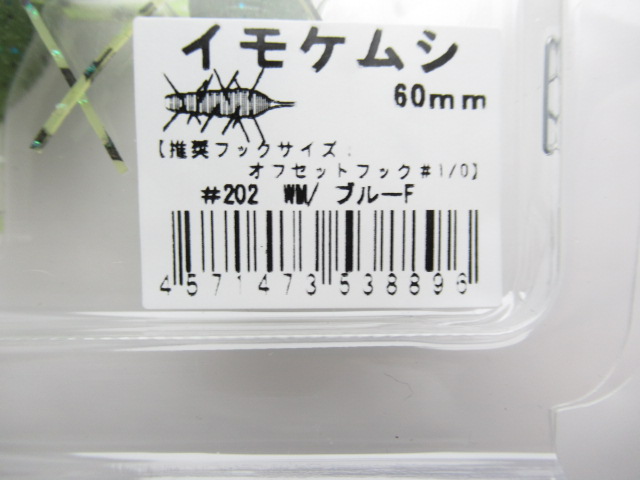 イモケムシ
60mm
【推奨フックサイズ:
オフセットフック#1/0】
#202 WM/ ブルーF
4571473538896